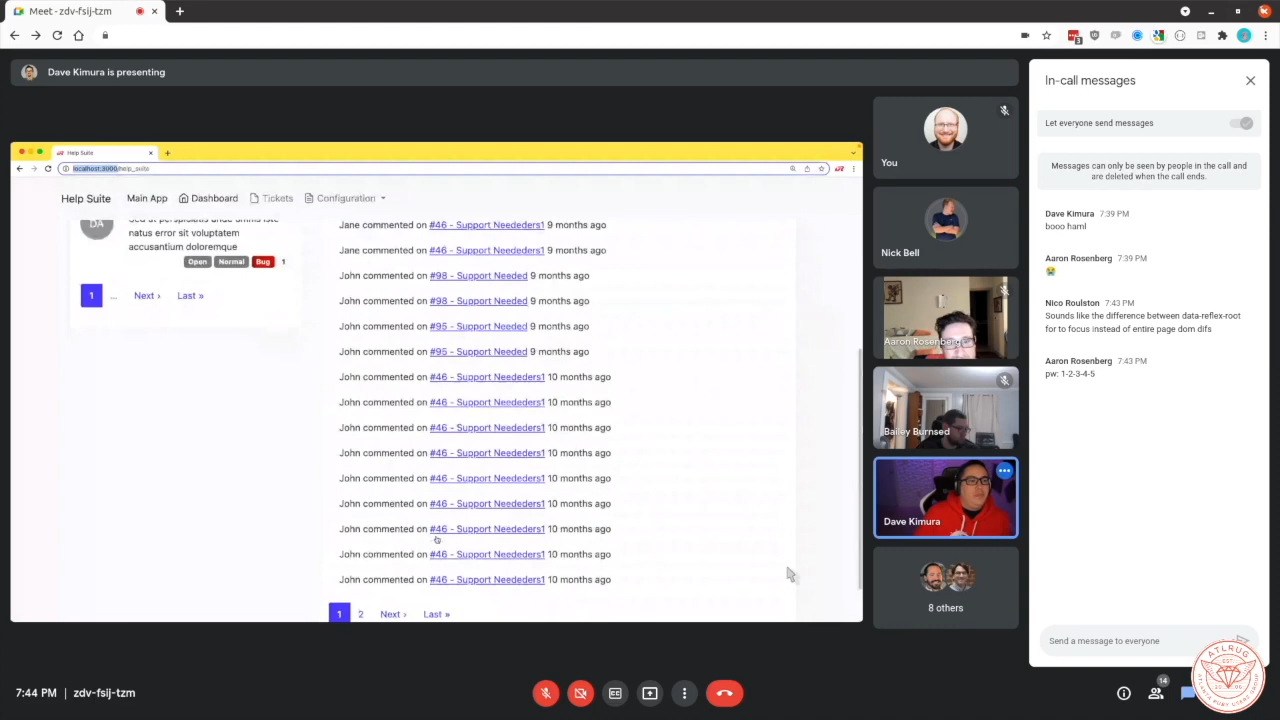 Meet - zdv-fsij-tzm
Dave Kimura is presenting
Help Suite
localhost:3000/help_suite
Help Suite
Main App
Dashboard
Tickets
Configuration
DA
Sed ut perspiciatis unde omnis iste
natus error sit voluptatem
accusantium doloremque
Open Normal Bug 1
1 ... Next › Last »
Jane commented on #46 - Support Neededers1 9 months ago
Jane commented on #46 - Support Neededers1 9 months ago
John commented on #98 - Support Needed 9 months ago
John commented on #98 - Support Needed 9 months ago
John commented on #95 - Support Needed 9 months ago
John commented on #95 - Support Needed 9 months ago
John commented on #46 - Support Neededers1 10 months ago
John commented on #46 - Support Neededers1 10 months ago
John commented on #46 - Support Neededers1 10 months ago
John commented on #46 - Support Neededers1 10 months ago
John commented on #46 - Support Neededers1 10 months ago
John commented on #46 - Support Neededers1 10 months ago
John commented on #46 - Support Neededers1 10 months ago
John commented on #46 - Support Neededers1 10 months ago
John commented on #46 - Support Neededers1 10 months ago
1 2 Next › Last »
You
Nick Bell
Aaron Rosenberg
Bailey Burnsed
Dave Kimura
8 others
In-call messages
Let everyone send messages
Messages can only be seen by people in the call and
are deleted when the call ends.
Dave Kimura 7:39 PM
booo haml
Aaron Rosenberg 7:39 PM
😭
Nico Roulston 7:43 PM
Sounds like the difference between data-reflex-root
for to focus instead of entire page dom difs
Aaron Rosenberg 7:43 PM
pw: 1-2-3-4-5
Send a message to everyone
7:44 PM | zdv-fsij-tzm
14
ATLRUG
ATLANTA RUBY USERS GROUP